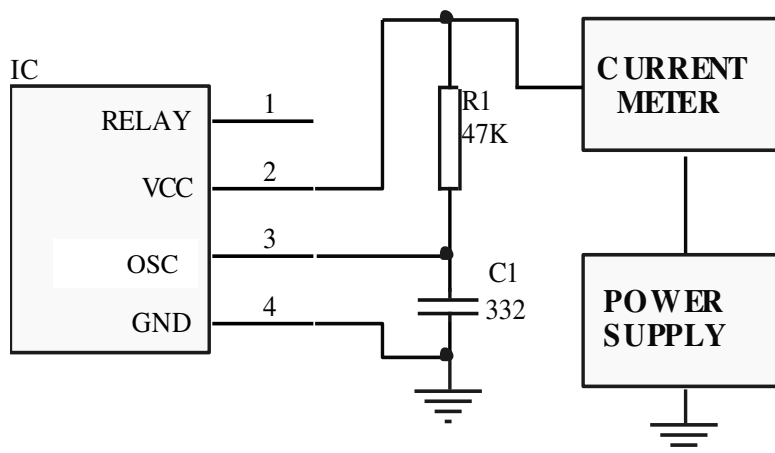 IC
RELAY 1
VCC 2
OSC 3
GND 4
R1
47K
C1
332
CURRENT
METER
POWER
SUPPLY